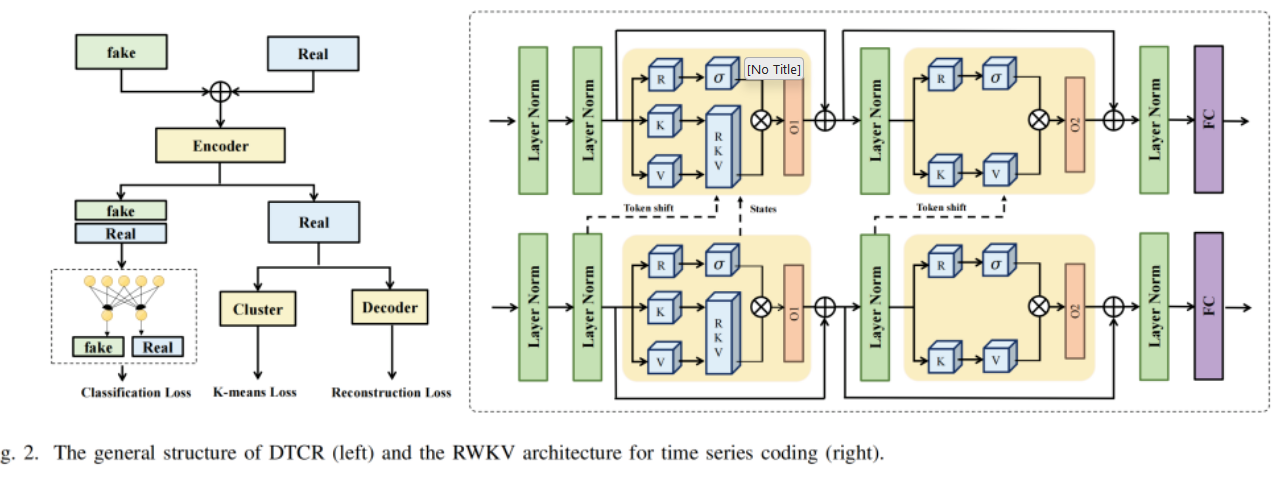 fake
Real
Encoder
fake
Real
Real
Cluster
Decoder
fake
Real
Classification Loss
K-means Loss
Reconstruction Loss
Layer Norm
Layer Norm
R
σ
[No Title]
K
V
R
K
V
O1
Layer Norm
R
σ
K
V
O2
Layer Norm
FC
Token shift
States
Token shift
Layer Norm
Layer Norm
R
σ
K
V
R
K
V
O1
Layer Norm
R
σ
K
V
O2
Layer Norm
FC
g. 2. The general structure of DTCR (left) and the RWKV architecture for time series coding (right).